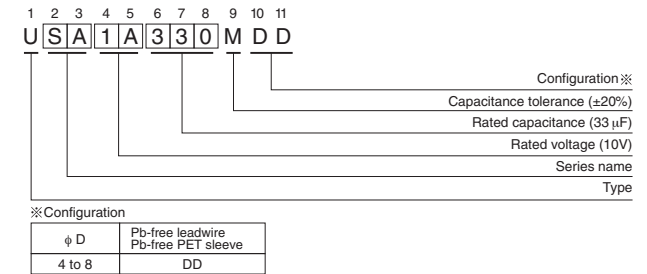 1 2 3 4 5 6 7 8 9 10 11
U S A 1 A 3 3 0 M D D
Configuration※
Capacitance tolerance (±20%)
Rated capacitance (33 µF)
Rated voltage (10V)
Series name
Type
※Configuration
φ D
Pb-free leadwire
Pb-free PET sleeve
4 to 8
DD